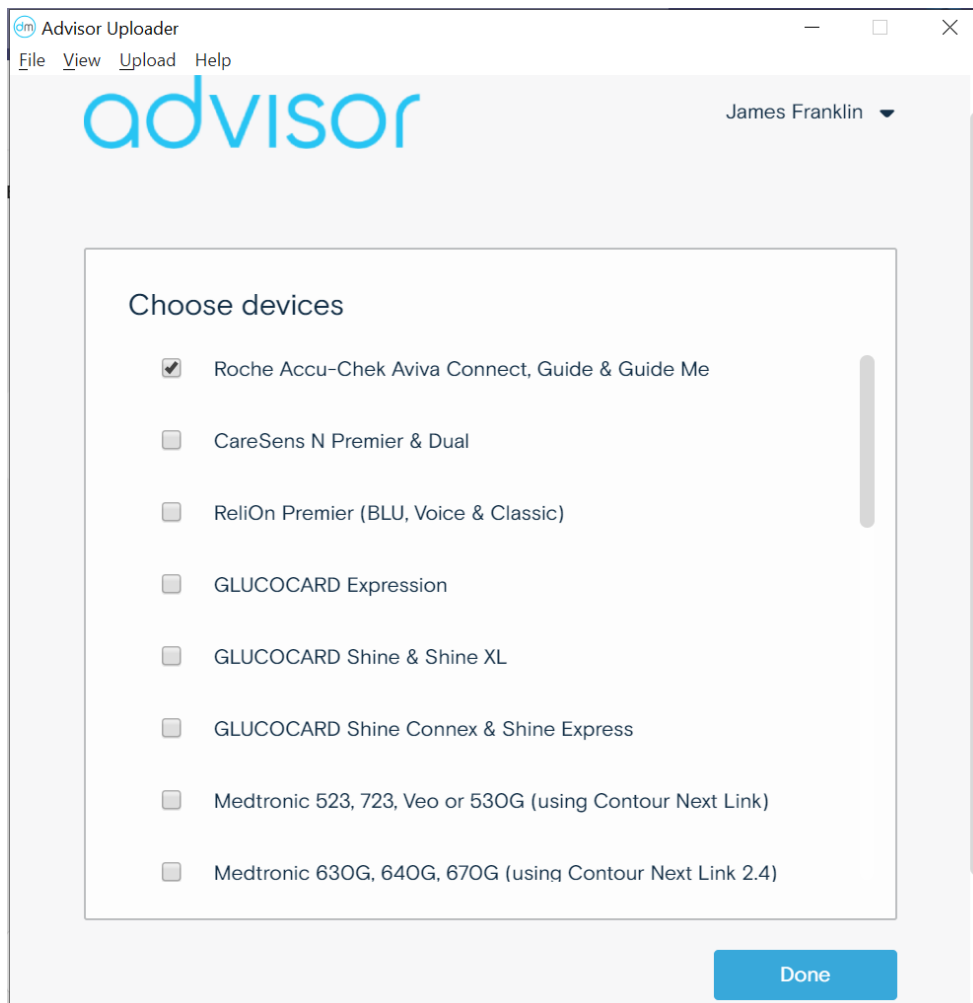 dm Advisor Uploader
File View Upload Help
advisor
James Franklin
Choose devices
Roche Accu-Chek Aviva Connect, Guide & Guide Me
CareSens N Premier & Dual
ReliOn Premier (BLU, Voice & Classic)
GLUCOCARD Expression
GLUCOCARD Shine & Shine XL
GLUCOCARD Shine Connex & Shine Express
Medtronic 523, 723, Veo or 530G (using Contour Next Link)
Medtronic 630G, 640G, 670G (using Contour Next Link 2.4)
Done